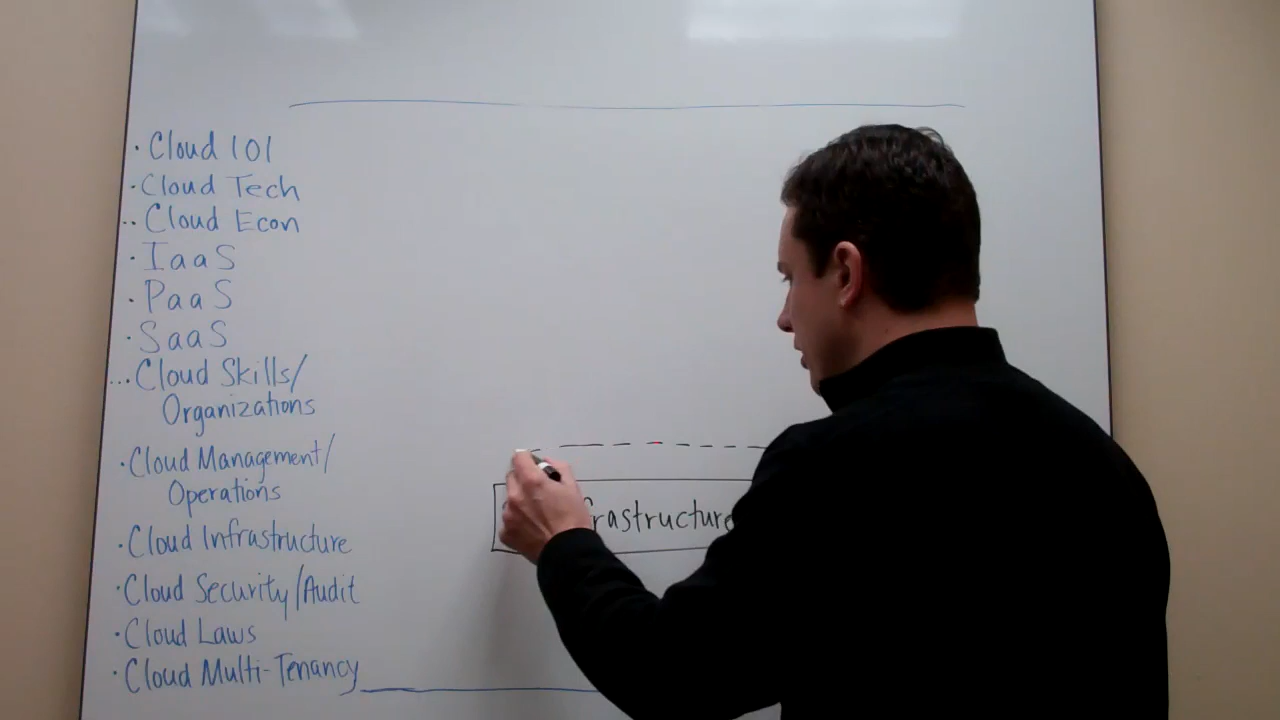 · Cloud 101
· Cloud Tech
.. Cloud Econ
· IaaS
· PaaS
· SaaS
... Cloud Skills/
Organizations
· Cloud Management/
Operations
· Cloud Infrastructure
· Cloud Security/Audit
· Cloud Laws
· Cloud Multi-Tenancy